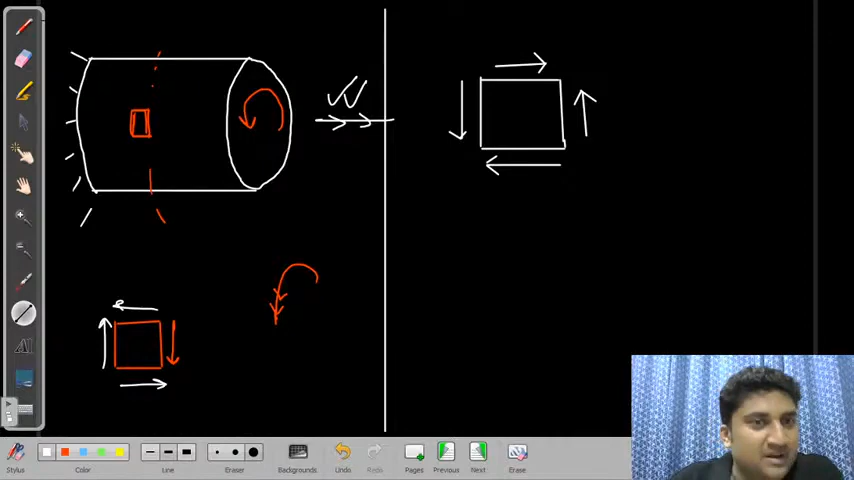 Stylus
Color
Line
Eraser
Backgrounds
Undo
Redo
Pages
Previous
Next
Erase